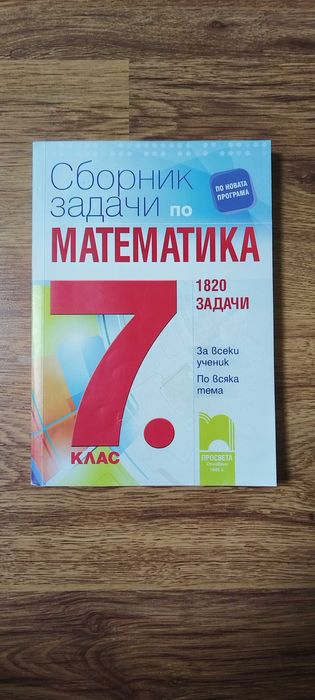 Сборник
задачи по
ПО НОВАТА
ПРОГРАМА
МАТЕМАТИКА
7.
КЛАС
1820
ЗАДАЧИ
За всеки
ученик
По всяка
тема
ПРОСВЕТА